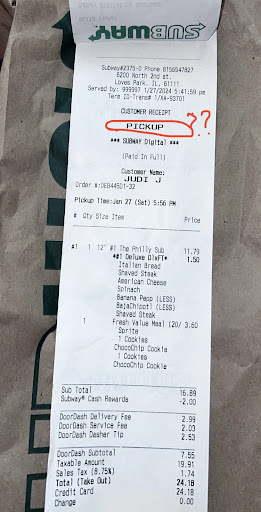 SUBWAY
Subway#2375-0 Phone 8156547827
6200 North 2nd st.
Loves Park, IL, 61111
Served by: 999997 1/27/2024 5:41:59 pm
Term ID-Trans# 1/XA-93701
CUSTOMER RECEIPT
PICKUP ??
*** SUBWAY Digital ***
(Paid In Full)
Customer Name:
JUDI J
Order #:DEB44501-32
Pickup Time:Jan 27 (Sat) 5:56 PM
# Qty Size Item Price
#1 1 12" #1 The Philly Sub 11.79
*#1 Deluxe DlxFT* 1.50
Italian Bread
Shaved Steak
American Cheese
Spinach
Banana Pepp (LESS)
BajaChipotl (LESS)
Shaved Steak
1 Fresh Value Meal (20/ 3.60
Sprite
1 Cookies
ChocoChip Cookie
1 Cookies
ChocoChip Cookie
Sub Total 16.89
Subway® Cash Rewards -2.00
DoorDash Delivery Fee 2.99
DoorDash Service Fee 2.03
DoorDash Dasher Tip 2.53
DoorDash Subtotal 7.55
Taxable Amount 19.91
Sales Tax (8.75%) 1.74
Total (Take Out) 24.18
Credit Card 24.18
Change 0.00